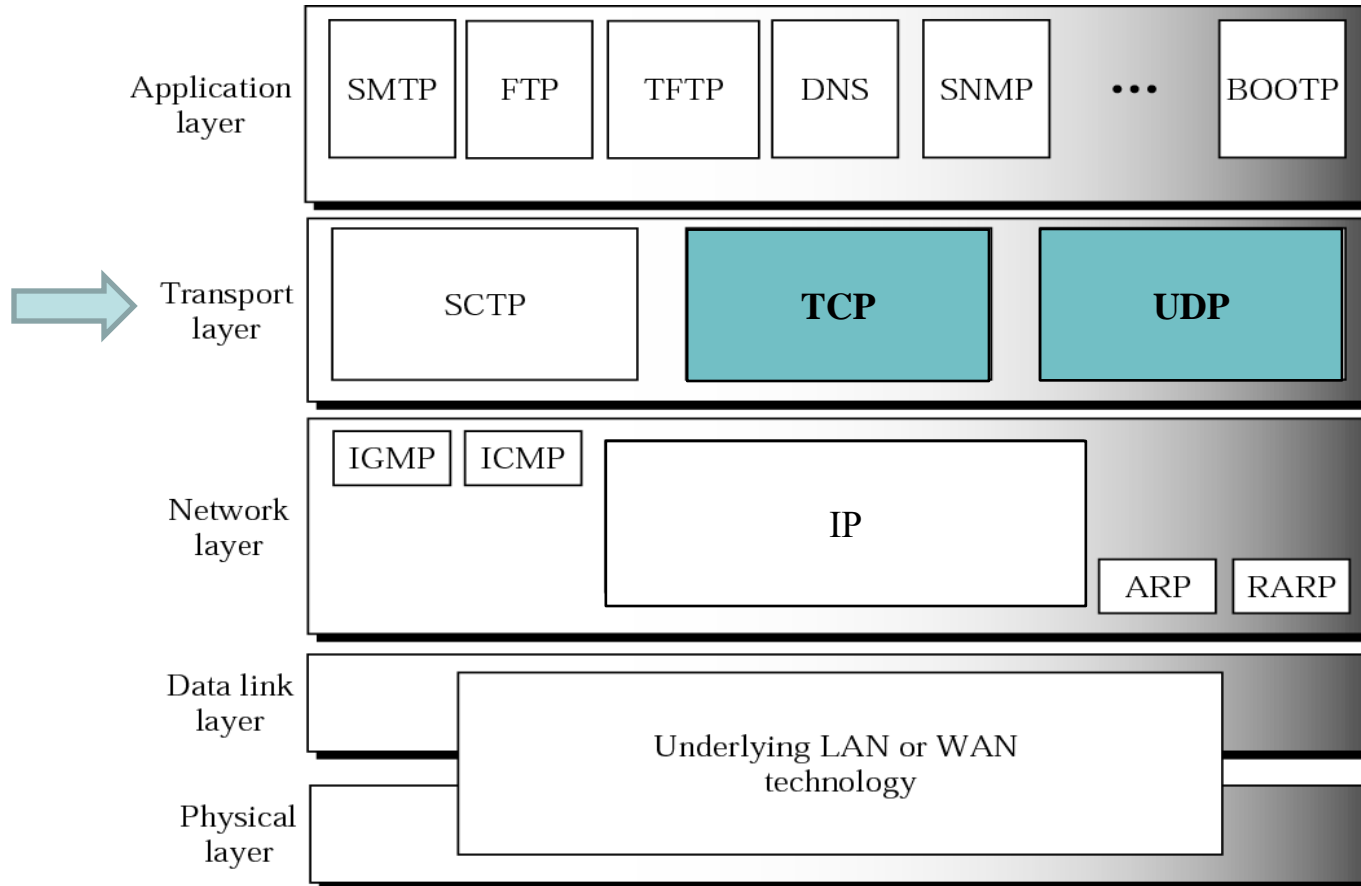 Application
layer
SMTP
FTP
TFTP
DNS
SNMP
•••
BOOTP
Transport
layer
SCTP
TCP
UDP
Network
layer
IGMP
ICMP
IP
ARP
RARP
Data link
layer
Underlying LAN or WAN
technology
Physical
layer